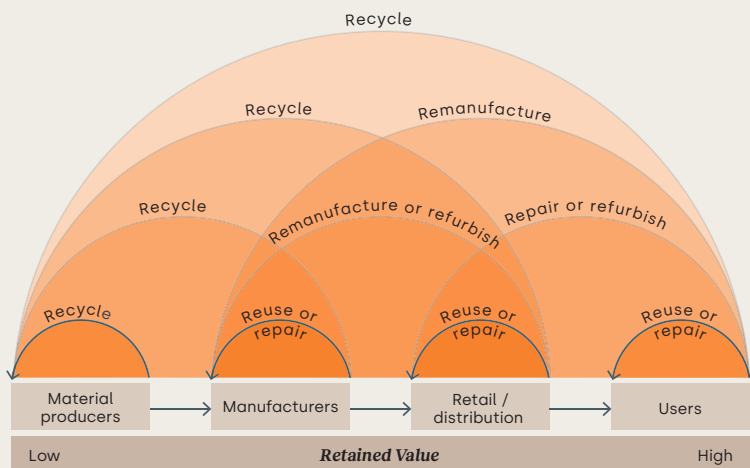 Recycle
Recycle
Remanufacture
Recycle
Remanufacture or refurbish
Repair or refurbish
Recycle
Reuse or
repair
Reuse or
repair
Reuse or
repair
Material
producers
Manufacturers
Retail /
distribution
Users
Low
Retained Value
High